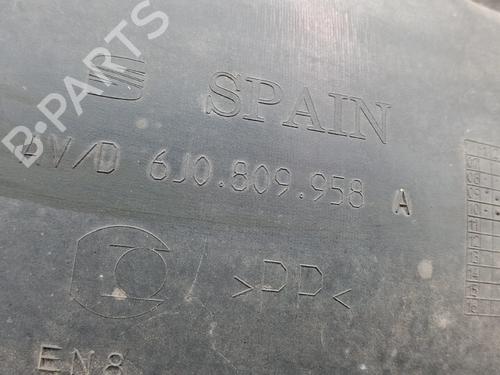 SPAIN
A.V/D 6J0.809.958 A
>PP<
EN8
B-PARTS